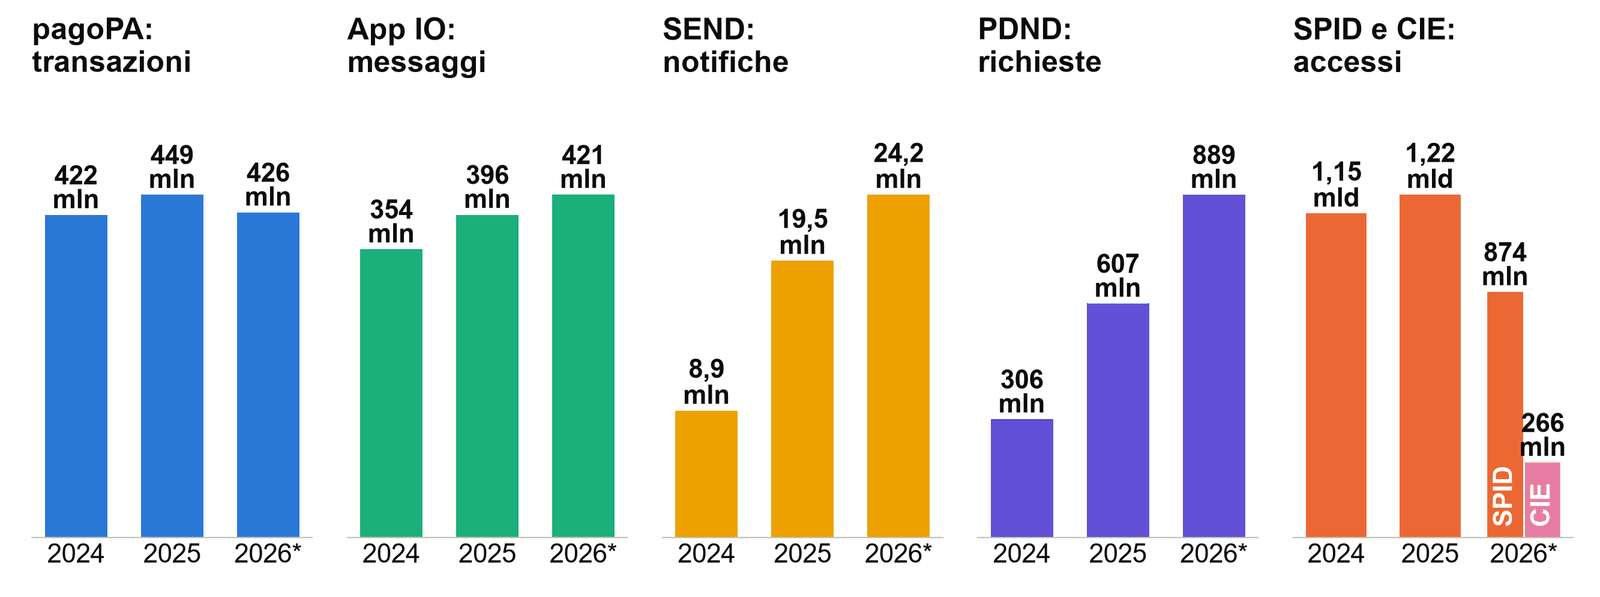 pagoPA:
transazioni
422
mln
449
mln
426
mln
2024
2025
2026*
App IO:
messaggi
354
mln
396
mln
421
mln
2024
2025
2026*
SEND:
notifiche
8,9
mln
19,5
mln
24,2
mln
2024
2025
2026*
PDND:
richieste
306
mln
607
mln
889
mln
2024
2025
2026*
SPID e CIE:
accessi
1,15
mld
1,22
mld
874
mln
266
mln
SPID
CIE
2024
2025
2026*